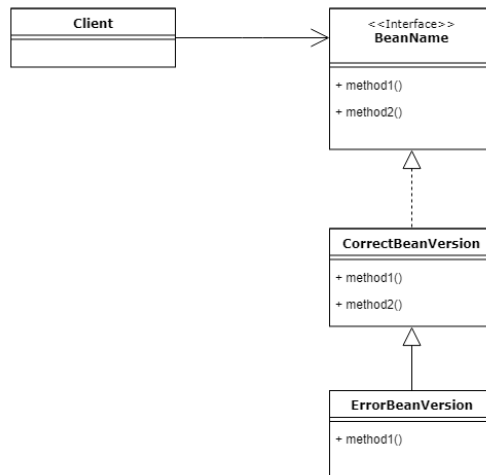 Client
<<Interface>>
BeanName
+ method1()
+ method2()
CorrectBeanVersion
+ method1()
+ method2()
ErrorBeanVersion
+ method1()